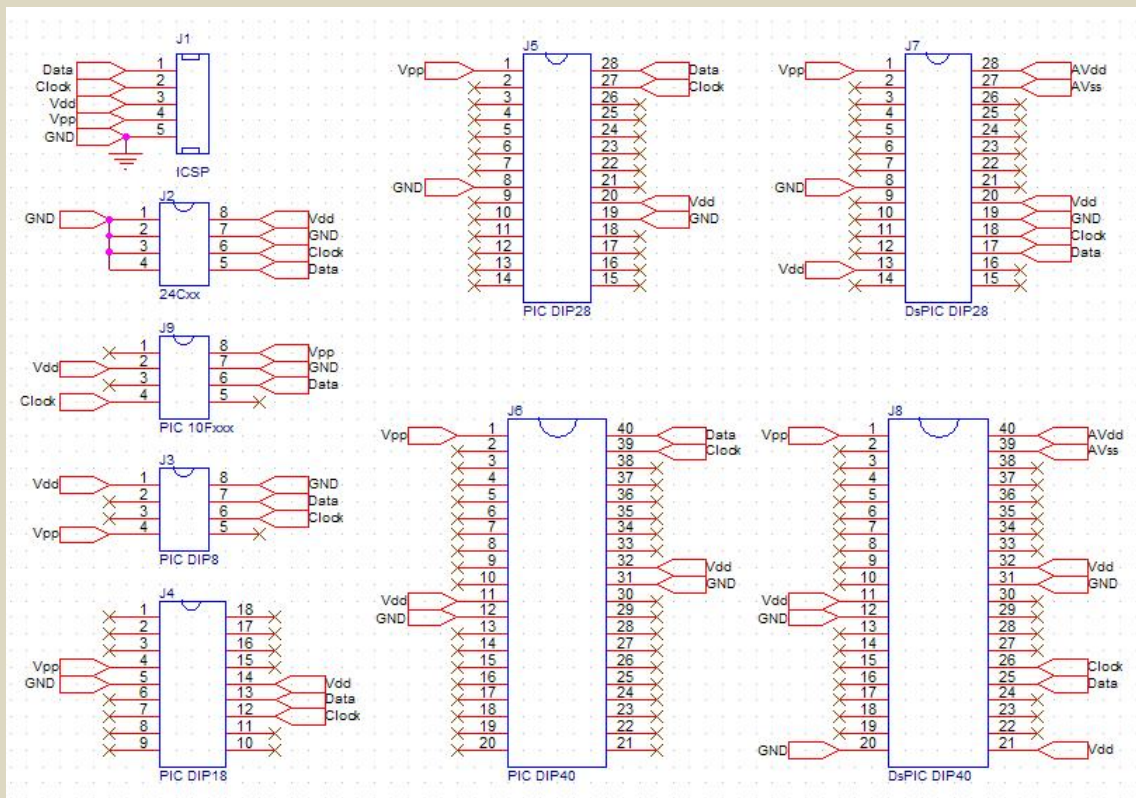 J1
Data 1
Clock 2
Vdd 3
Vpp 4
GND 5
ICSP
J2
GND 1 8 Vdd
2 7 GND
3 6 Clock
4 5 Data
24Cxx
J9
1 8 Vpp
Vdd 2 7 GND
3 6 Data
Clock 4 5
PIC 10Fxxx
J3
Vdd 1 8 GND
2 7 Data
3 6 Clock
Vpp 4 5
PIC DIP8
J4
1 18
2 17
3 16
Vpp 4 15
GND 5 14 Vdd
6 13 Data
7 12 Clock
8 11
9 10
PIC DIP18
J5
Vpp 1 28 Data
2 27 Clock
3 26
4 25
5 24
6 23
7 22
GND 8 21
9 20 Vdd
10 19 GND
11 18
12 17
13 16
14 15
PIC DIP28
J7
Vpp 1 28 AVdd
2 27 AVss
3 26
4 25
5 24
6 23
7 22
GND 8 21
9 20 Vdd
10 19 GND
11 18 Clock
12 17 Data
Vdd 13 16
14 15
DsPIC DIP28
J6
Vpp 1 40 Data
2 39 Clock
3 38
4 37
5 36
6 35
7 34
8 33
9 32 Vdd
10 31 GND
Vdd 11 30
GND 12 29
13 28
14 27
15 26
16 25
17 24
18 23
19 22
20 21
PIC DIP40
J8
Vpp 1 40 AVdd
2 39 AVss
3 38
4 37
5 36
6 35
7 34
8 33
9 32 Vdd
10 31 GND
Vdd 11 30
GND 12 29
13 28
14 27
15 26 Clock
16 25 Data
17 24
18 23
19 22
GND 20 21 Vdd
DsPIC DIP40